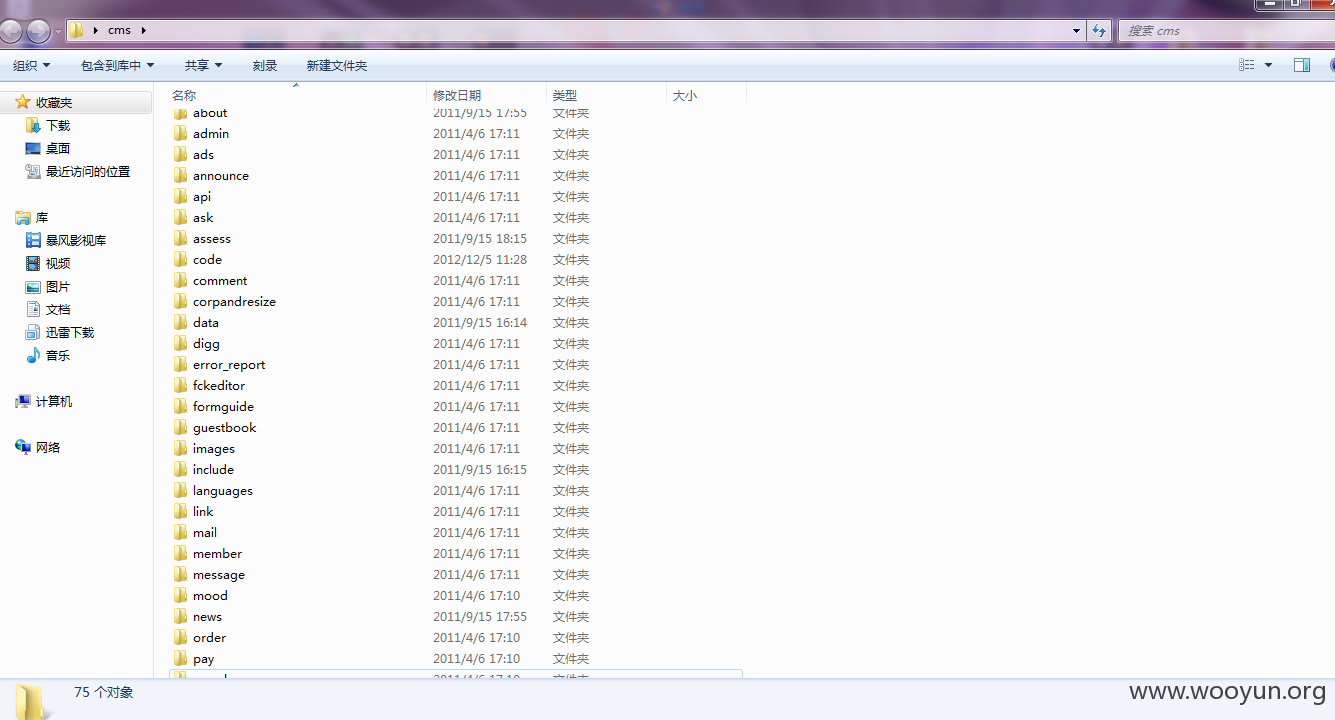 cms
搜索 cms
组织
包含到库中
共享
刻录
新建文件夹
收藏夹
下载
桌面
最近访问的位置
库
暴风影视库
视频
图片
文档
迅雷下载
音乐
计算机
网络
名称 修改日期 类型 大小
about 2011/9/15 17:55 文件夹
admin 2011/4/6 17:11 文件夹
ads 2011/4/6 17:11 文件夹
announce 2011/4/6 17:11 文件夹
api 2011/4/6 17:11 文件夹
ask 2011/4/6 17:11 文件夹
assess 2011/9/15 18:15 文件夹
code 2012/12/5 11:28 文件夹
comment 2011/4/6 17:11 文件夹
corpandresize 2011/4/6 17:11 文件夹
data 2011/9/15 16:14 文件夹
digg 2011/4/6 17:11 文件夹
error_report 2011/4/6 17:11 文件夹
fckeditor 2011/4/6 17:11 文件夹
formguide 2011/4/6 17:11 文件夹
guestbook 2011/4/6 17:11 文件夹
images 2011/4/6 17:11 文件夹
include 2011/9/15 16:15 文件夹
languages 2011/4/6 17:11 文件夹
link 2011/4/6 17:11 文件夹
mail 2011/4/6 17:11 文件夹
member 2011/4/6 17:11 文件夹
message 2011/4/6 17:11 文件夹
mood 2011/4/6 17:10 文件夹
news 2011/9/15 17:55 文件夹
order 2011/4/6 17:10 文件夹
pay 2011/4/6 17:10 文件夹
75 个对象
www.wooyun.org